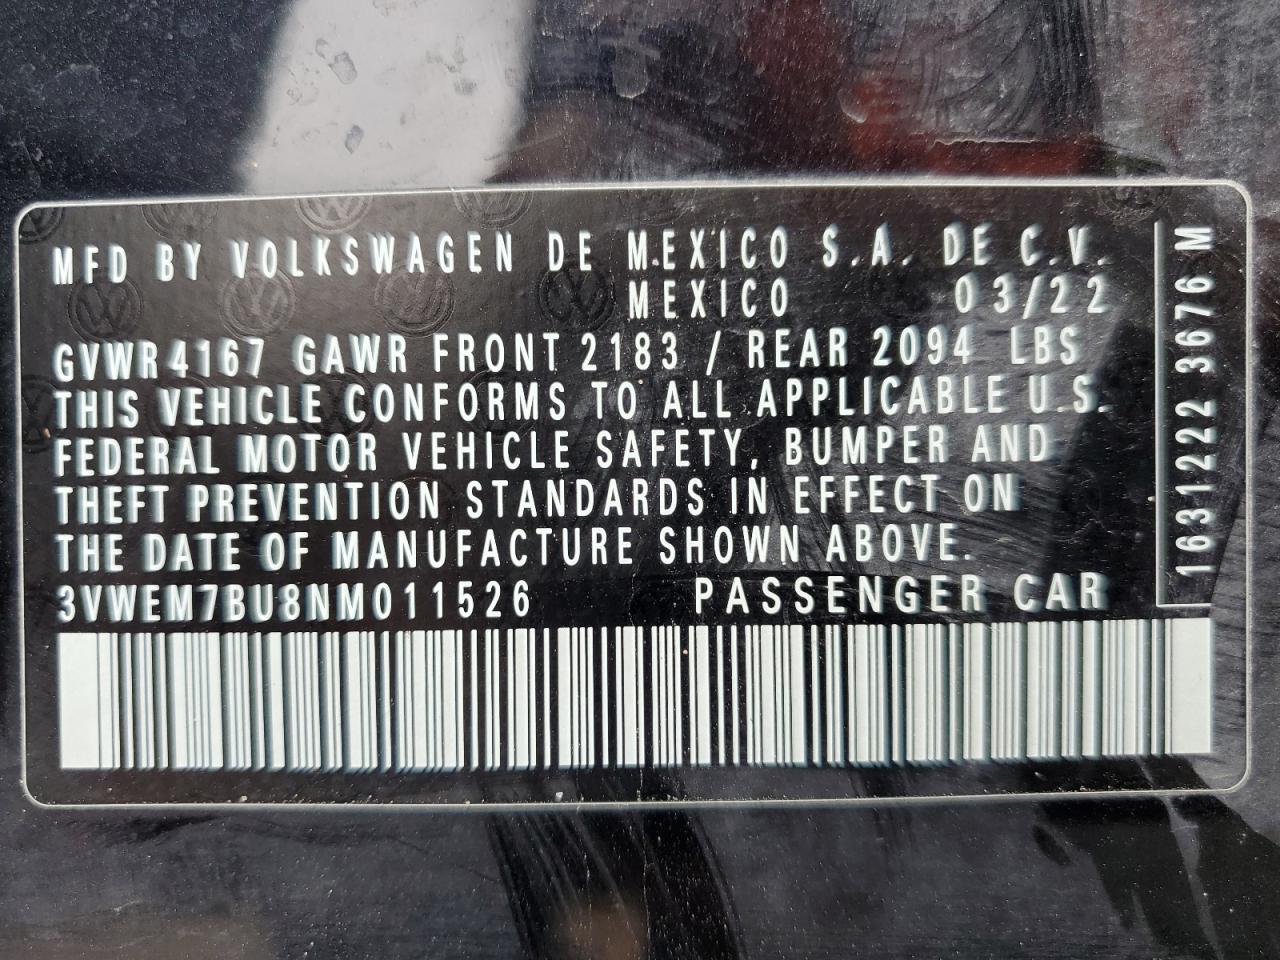 MFD BY VOLKSWAGEN DE MEXICO S.A. DE C.V.
MEXICO 03/22
GVWR 4167 GAWR FRONT 2183 / REAR 2094 LBS
THIS VEHICLE CONFORMS TO ALL APPLICABLE U.S.
FEDERAL MOTOR VEHICLE SAFETY, BUMPER AND
THEFT PREVENTION STANDARDS IN EFFECT ON
THE DATE OF MANUFACTURE SHOWN ABOVE.
3VWEM7BU8NM011526 PASSENGER CAR
1631222 3676 M